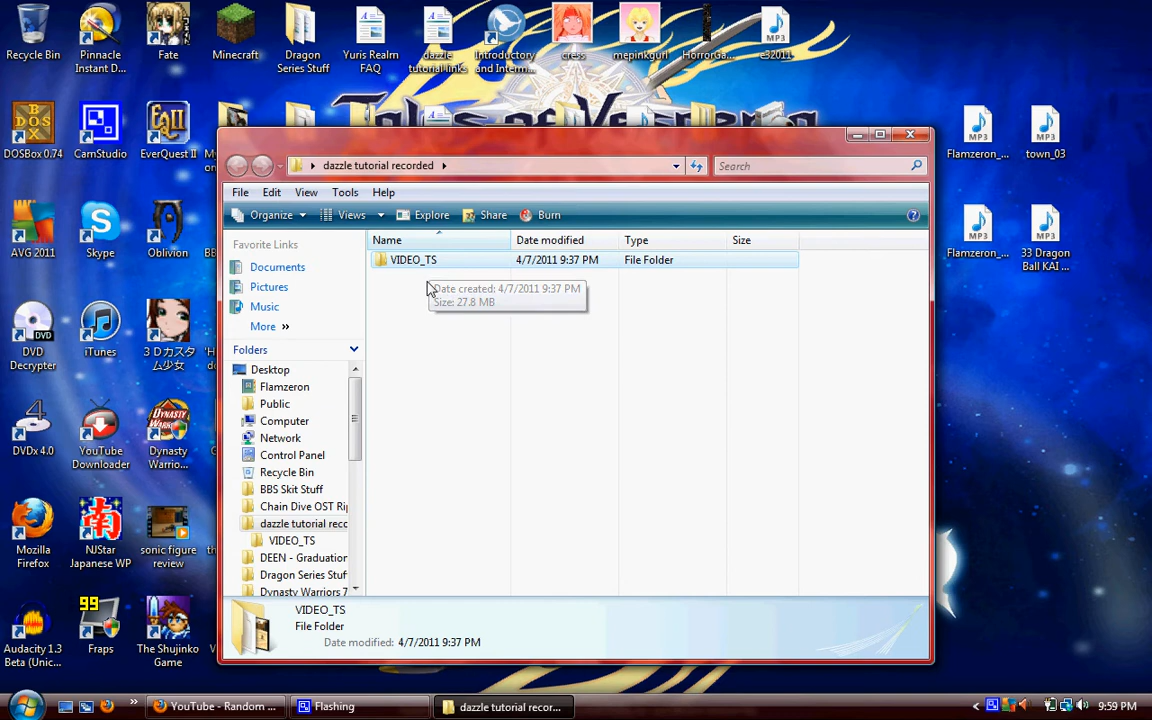 Recycle Bin
Pinnacle Instant D...
Fate
Minecraft
Dragon Series Stuff
Yuris Realm FAQ
dazzle tutorial link...
Introductory and Interm...
cress
mepinkgurl
HorrorGa...
e32011
Tales of Vesperia
DOSBox 0.74
CamStudio
EverQuest II
Flamzeron_...
town_03
AVG 2011
Skype
Oblivion
Flamzeron_...
33 Dragon Ball KAI ...
DVD Decrypter
iTunes
3Dカスタム少女
DVDx 4.0
YouTube Downloader
Dynasty Warrio...
Mozilla Firefox
NJStar Japanese WP
sonic figure review
Audacity 1.3 Beta (Unic...
Fraps
The Shujinko Game
dazzle tutorial recorded
Search
File Edit View Tools Help
Organize Views Explore Share Burn
Favorite Links
Documents
Pictures
Music
More »
Folders
Desktop
Flamzeron
Public
Computer
Network
Control Panel
Recycle Bin
BBS Skit Stuff
Chain Dive OST Rip
dazzle tutorial reco
VIDEO_TS
DEEN - Graduation
Dragon Series Stuff
Dynasty Warriors 7
Name Date modified Type Size
VIDEO_TS 4/7/2011 9:37 PM File Folder
Date created: 4/7/2011 9:37 PM
Size: 27.8 MB
VIDEO_TS
File Folder
Date modified: 4/7/2011 9:37 PM
YouTube - Random ...
Flashing
dazzle tutorial recor...
9:59 PM